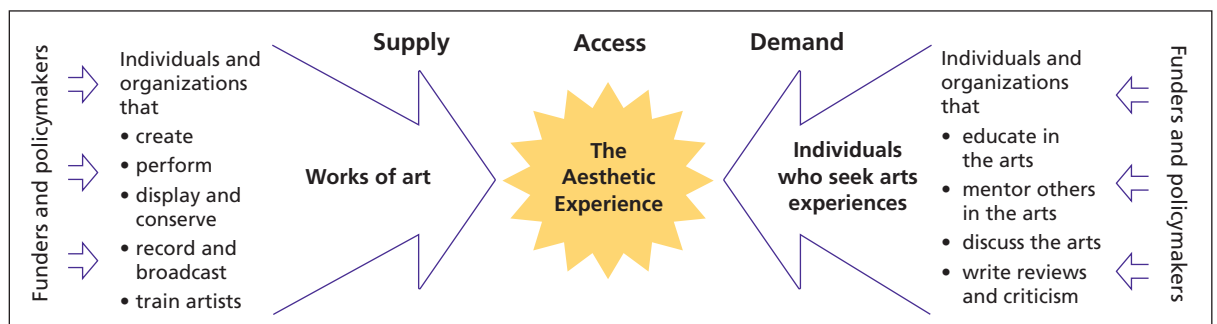 Supply
Access
Demand
Funders and policymakers
Individuals and
organizations
that
• create
• perform
• display and
conserve
• record and
broadcast
• train artists
Works of art
The
Aesthetic
Experience
Individuals
who seek arts
experiences
Individuals and
organizations
that
• educate in
the arts
• mentor others
in the arts
• discuss the arts
• write reviews
and criticism
Funders and policymakers